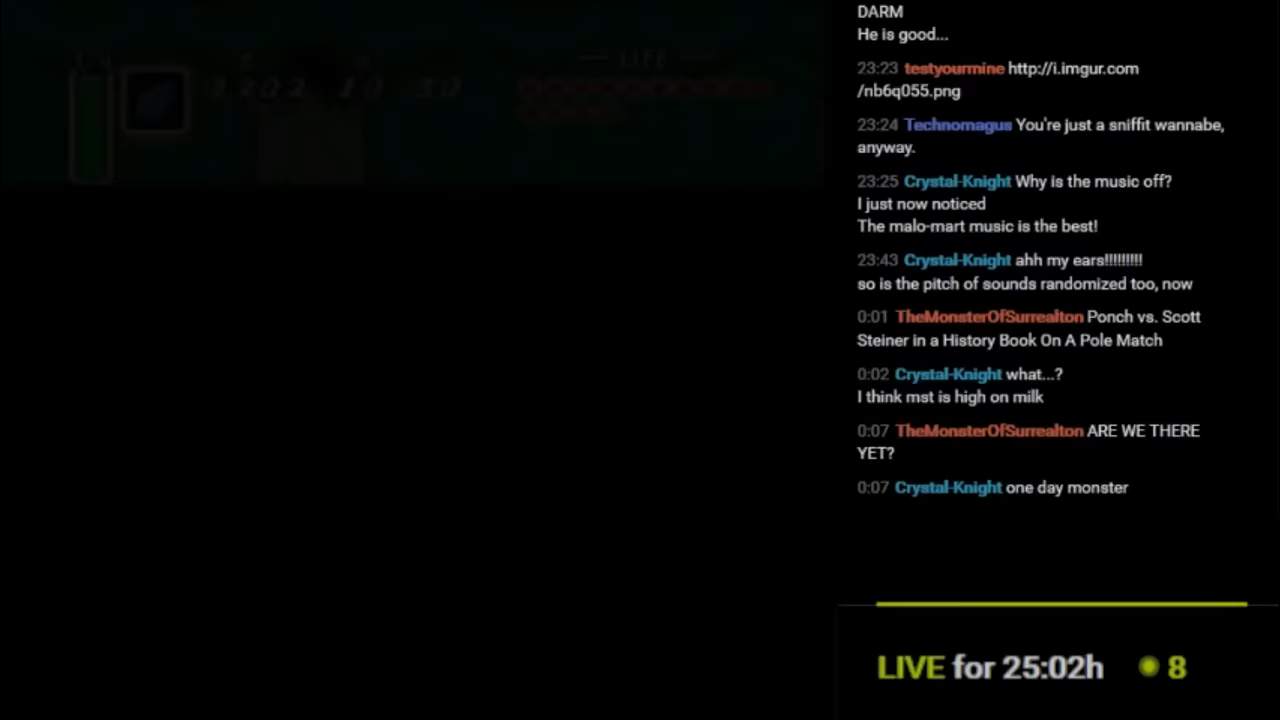 DARM
He is good...
23:23 testyourmine http://i.imgur.com
/nb6q055.png
23:24 Technomagus You're just a sniffit wannabe,
anyway.
23:25 Crystal-Knight Why is the music off?
I just now noticed
The malo-mart music is the best!
23:43 Crystal-Knight ahh my ears!!!!!!!!!
so is the pitch of sounds randomized too, now
0:01 TheMonsterOfSurrealton Ponch vs. Scott
Steiner in a History Book On A Pole Match
0:02 Crystal-Knight what...?
I think mst is high on milk
0:07 TheMonsterOfSurrealton ARE WE THERE
YET?
0:07 Crystal-Knight one day monster
LIVE for 25:02h 8
LIFE